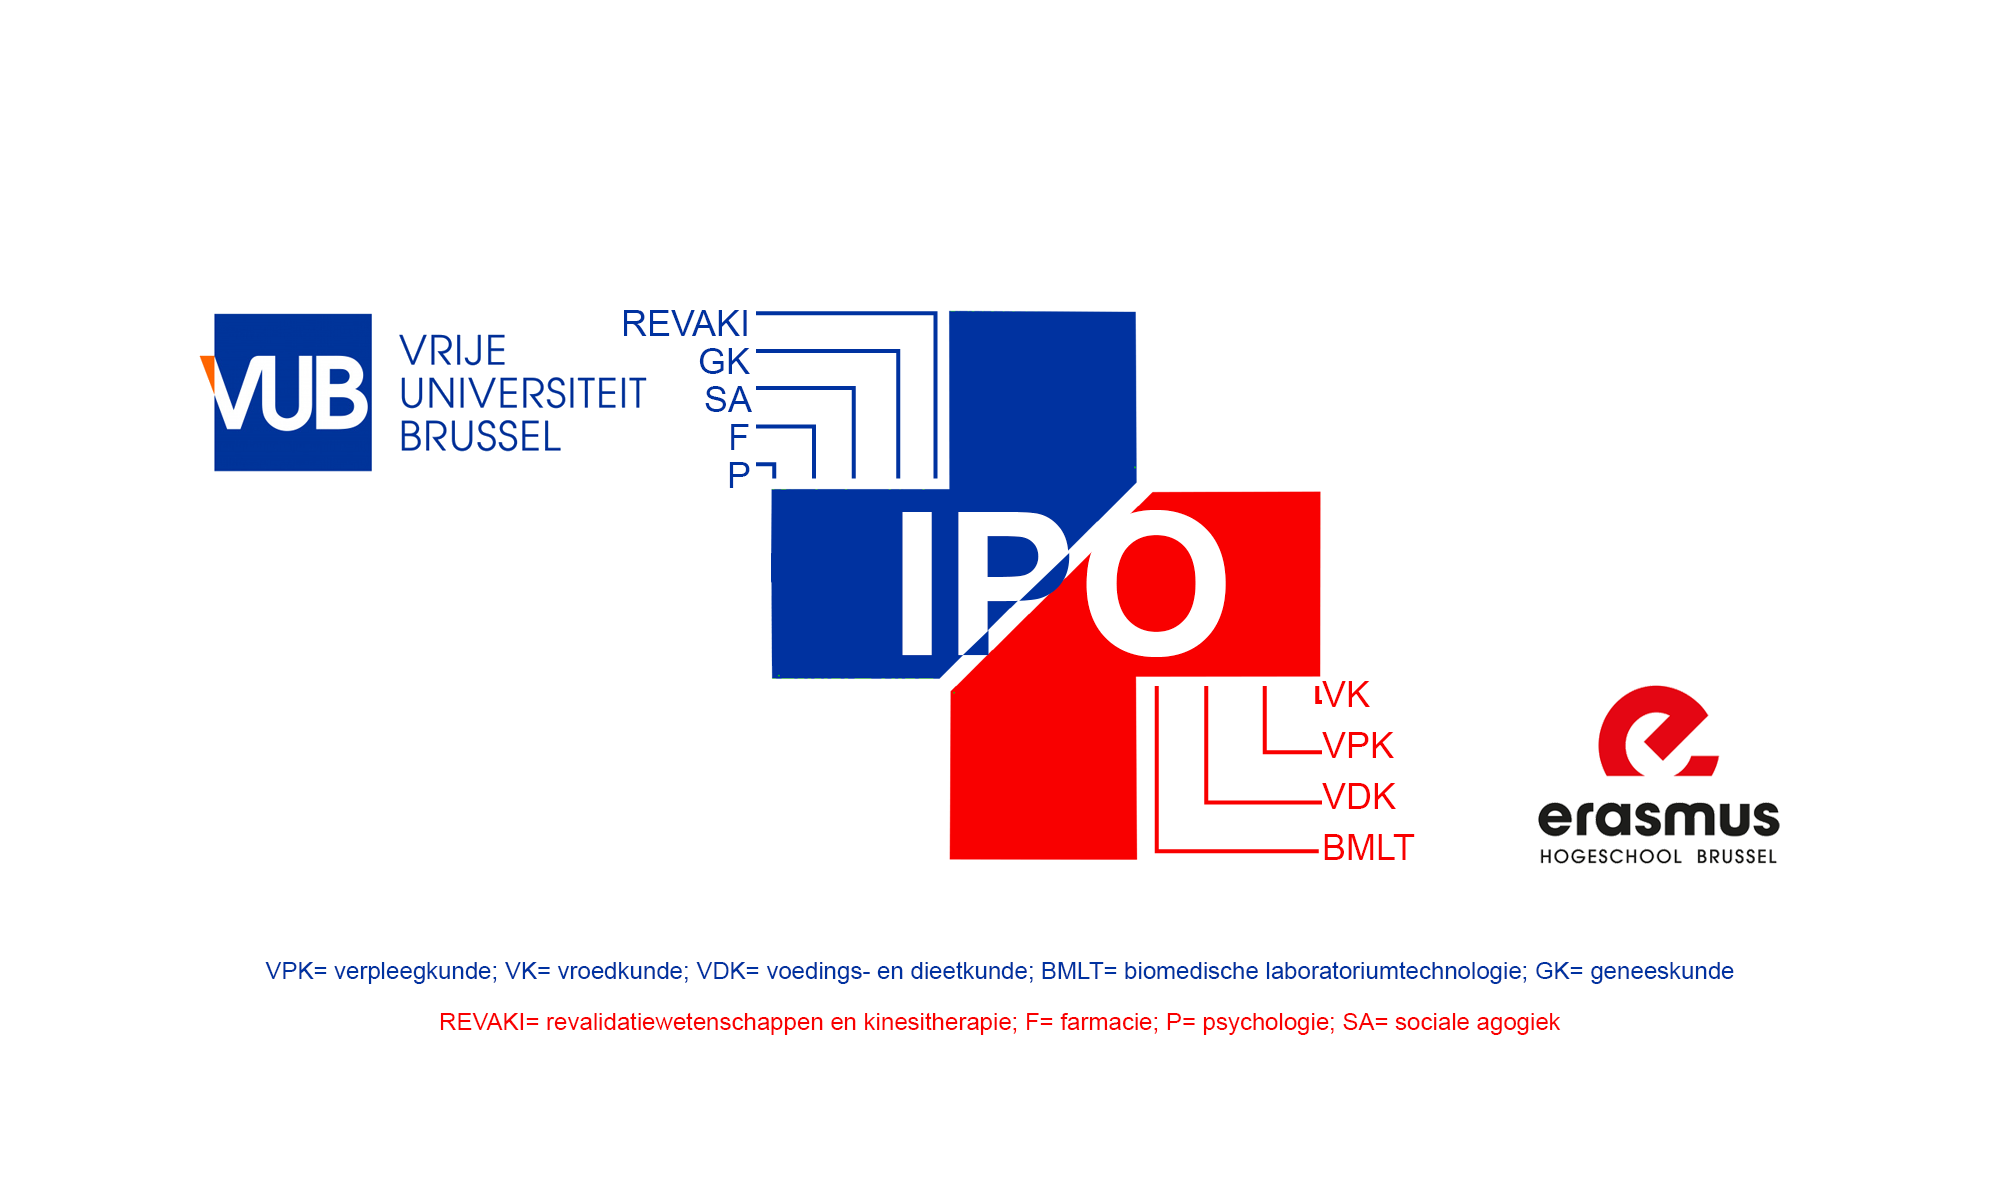 VUB
VRIJE
UNIVERSITEIT
BRUSSEL
REVAKI
GK
SA
F
P
IPO
VK
VPK
VDK
BMLT
erasmus
HOGESCHOOL BRUSSEL
VPK= verpleegkunde; VK= vroedkunde; VDK= voedings- en dieetkunde; BMLT= biomedische laboratoriumtechnologie; GK= geneeskunde
REVAKI= revalidatiewetenschappen en kinesitherapie; F= farmacie; P= psychologie; SA= sociale agogiek